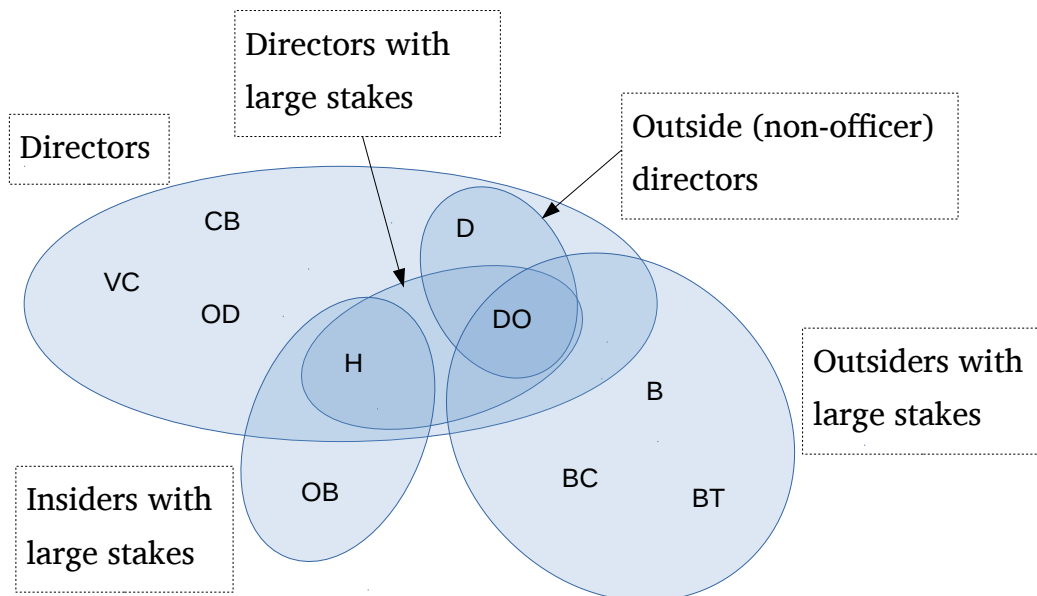 Directors with
large stakes
Outside (non-officer)
directors
Directors
CB
D
VC
OD
DO
H
B
Outsiders with
large stakes
OB
BC
BT
Insiders with
large stakes